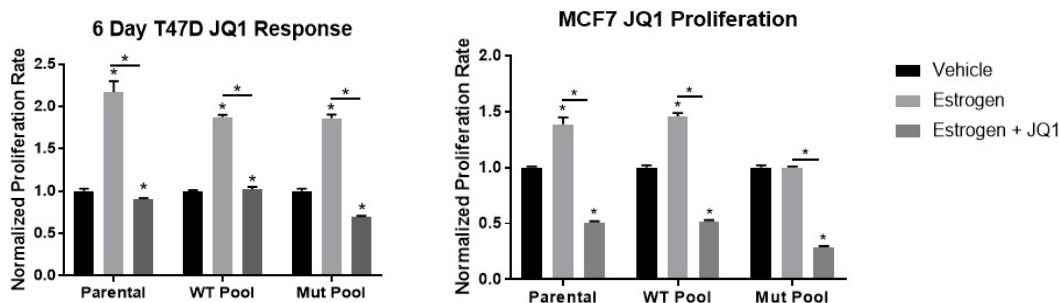 6 Day T47D JQ1 Response
Normalized Proliferation Rate
2.5
2.0
1.5
1.0
0.5
0.0
* * * * * * * * *
Parental WT Pool Mut Pool
MCF7 JQ1 Proliferation
Normalized Proliferation Rate
2.0
1.5
1.0
0.5
0.0
* * * * * * * *
Parental WT Pool Mut Pool
Vehicle
Estrogen
Estrogen + JQ1